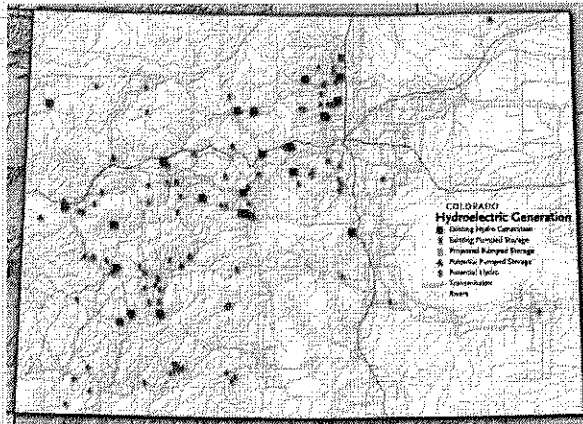 COLORADO
Hydroelectric Generation
Existing Hydro Generation
Existing Pumped Storage
Proposed Pumped Storage
Potential Pumped Storage
Potential Hydro
Transmission
Rivers